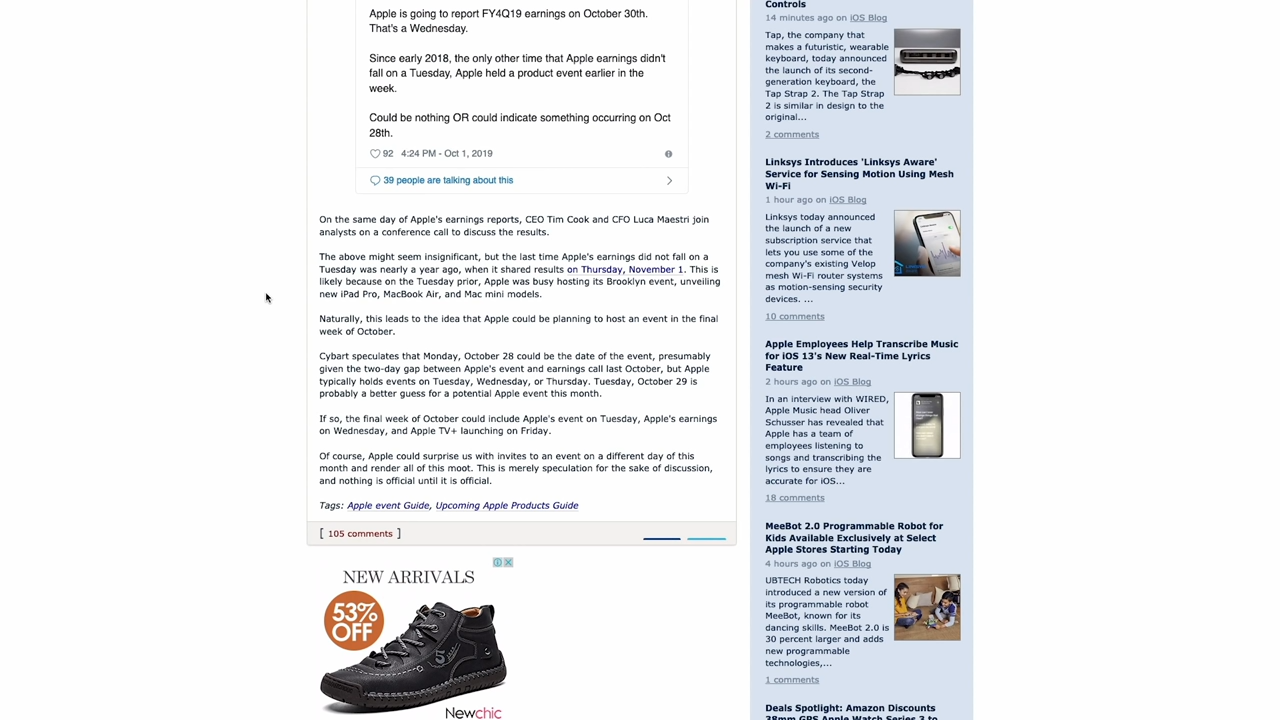 Apple is going to report FY4Q19 earnings on October 30th.
That's a Wednesday.
Since early 2018, the only other time that Apple earnings didn't
fall on a Tuesday, Apple held a product event earlier in the
week.
Could be nothing OR could indicate something occurring on Oct
28th.
92 4:24 PM - Oct 1, 2019
39 people are talking about this
On the same day of Apple's earnings reports, CEO Tim Cook and CFO Luca Maestri join
analysts on a conference call to discuss the results.
The above might seem insignificant, but the last time Apple's earnings did not fall on a
Tuesday was nearly a year ago, when it shared results on Thursday, November 1. This is
likely because on the Tuesday prior, Apple was busy hosting its Brooklyn event, unveiling
new iPad Pro, MacBook Air, and Mac mini models.
Naturally, this leads to the idea that Apple could be planning to host an event in the final
week of October.
Cybart speculates that Monday, October 28 could be the date of the event, presumably
given the two-day gap between Apple's event and earnings call last October, but Apple
typically holds events on Tuesday, Wednesday, or Thursday. Tuesday, October 29 is
probably a better guess for a potential Apple event this month.
If so, the final week of October could include Apple's event on Tuesday, Apple's earnings
on Wednesday, and Apple TV+ launching on Friday.
Of course, Apple could surprise us with invites to an event on a different day of this
month and render all of this moot. This is merely speculation for the sake of discussion,
and nothing is official until it is official.
Tags: Apple event Guide, Upcoming Apple Products Guide
[ 105 comments ]
NEW ARRIVALS
53%
OFF
Newchic
Controls
14 minutes ago on iOS Blog
Tap, the company that
makes a futuristic, wearable
keyboard, today announced
the launch of its second-
generation keyboard, the
Tap Strap 2. The Tap Strap
2 is similar in design to the
original...
2 comments
Linksys Introduces 'Linksys Aware'
Service for Sensing Motion Using Mesh
Wi-Fi
1 hour ago on iOS Blog
Linksys today announced
the launch of a new
subscription service that
lets you use some of the
company's existing Velop
mesh Wi-Fi router systems
as motion-sensing security
devices. ...
10 comments
Apple Employees Help Transcribe Music
for iOS 13's New Real-Time Lyrics
Feature
2 hours ago on iOS Blog
In an interview with WIRED,
Apple Music head Oliver
Schusser has revealed that
Apple has a team of
employees listening to
songs and transcribing the
lyrics to ensure they are
accurate for iOS...
18 comments
MeeBot 2.0 Programmable Robot for
Kids Available Exclusively at Select
Apple Stores Starting Today
4 hours ago on iOS Blog
UBTECH Robotics today
introduced a new version of
its programmable robot
MeeBot, known for its
dancing skills. MeeBot 2.0 is
30 percent larger and adds
new programmable
technologies,...
1 comments
Deals Spotlight: Amazon Discounts
38mm GPS Apple Watch Series 3 to